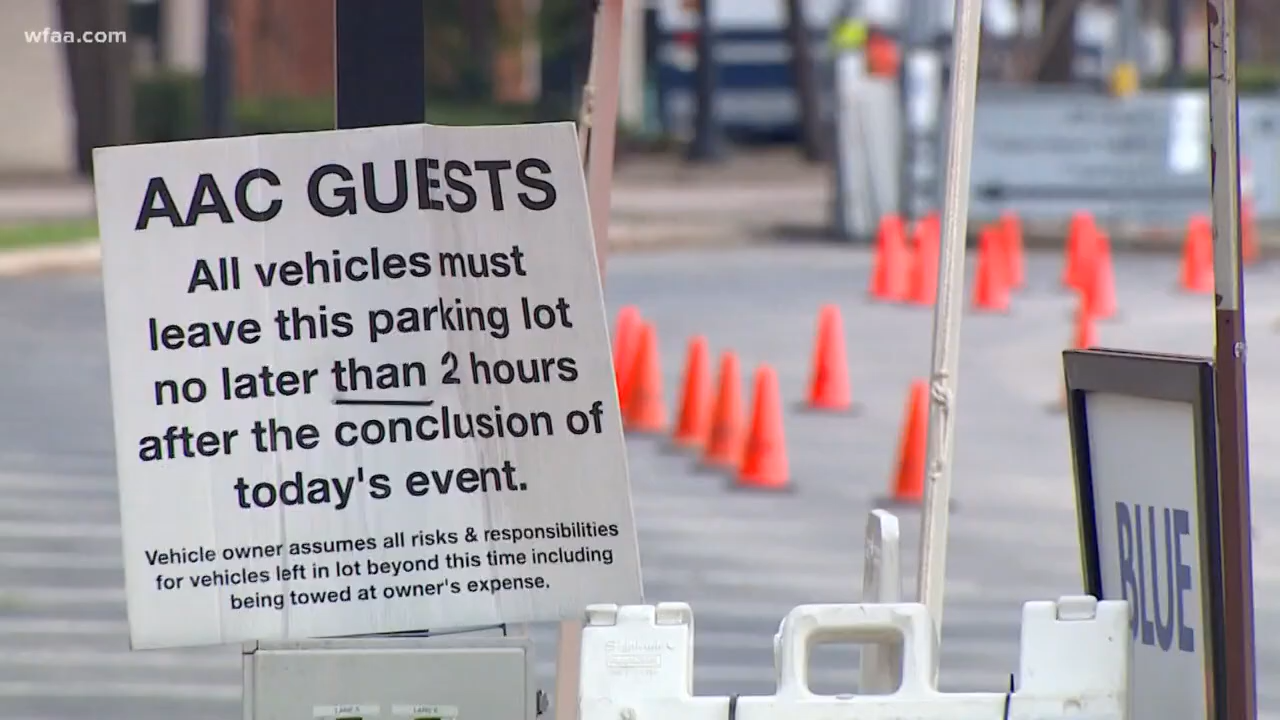 wfaa.com
AAC GUESTS
All vehicles must
leave this parking lot
no later than 2 hours
after the conclusion of
today's event.
Vehicle owner assumes all risks & responsibilities
for vehicles left in lot beyond this time including
being towed at owner's expense.
BLUE
LANE A